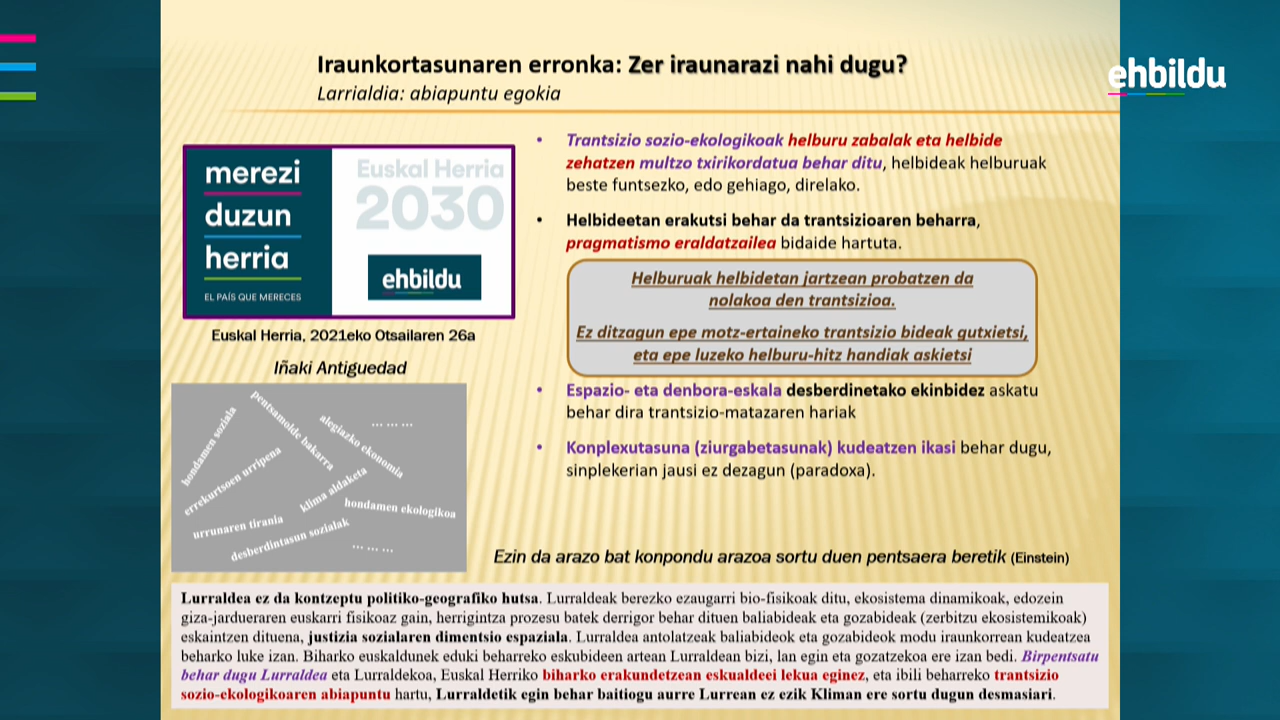 Iraunkortasunaren erronka: Zer iraunarazi nahi dugu?
Larrialdia: abiapuntu egokia
ehbildu
merezi
duzun
herria
EL PAÍS QUE MERECES
Euskal Herria
2030
ehbildu
Euskal Herria, 2021eko Otsailaren 26a
Iñaki Antiguedad
• Trantsizio sozio-ekologikoak helburu zabalak eta helbide
zehatzen multzo txirikordatua behar ditu, helbideak helburuak
beste funtsezko, edo gehiago, direlako.
• Helbideetan erakutsi behar da trantsizioaren beharra,
pragmatismo eraldatzailea bidaide hartuta.
Helburuak helbidetan jartzean probatzen da
nolakoa den trantsizioa.
Ez ditzagun epe motz-ertaineko trantsizio bideak gutxietsi,
eta epe luzeko helburu-hitz handiak askietsi
• Espazio- eta denbora-eskala desberdinetako ekinbidez askatu
behar dira trantsizio-matazaren hariak
• Konplexutasuna (ziurgabetasunak) kudeatzen ikasi behar dugu,
sinplekerian jausi ez dezagun (paradoxa).
hondamen soziala
pentsamolde bakarra
alegiazko ekonomia
... ... ...
errekurtsoen urripena
klima aldaketa
hondamen ekologikoa
urrunaren tirania
desberdintasun sozialak
... ... ...
Ezin da arazo bat konpondu arazoa sortu duen pentsaera beretik (Einstein)
Lurraldea ez da kontzeptu politiko-geografiko hutsa. Lurraldeak berezko ezaugarri bio-fisikoak ditu, ekosistema dinamikoak, edozein
giza-jardueraren euskarri fisikoaz gain, herrigintza prozesu batek derrigor behar dituen baliabideak eta gozabideak (zerbitzu ekosistemikoak)
eskaintzen dituena, justizia sozialaren dimentsio espaziala. Lurraldea antolatzeak baliabideok eta gozabideok modu iraunkorrean kudeatzea
beharko luke izan. Biharko euskaldunek eduki beharreko eskubideen artean Lurraldean bizi, lan egin eta gozatzekoa ere izan bedi. Birpentsatu
behar dugu Lurraldea eta Lurraldekoa, Euskal Herriko biharko erakundetzean eskualdeei lekua eginez, eta ibili beharreko trantsizio
sozio-ekologikoaren abiapuntu hartu, Lurraldetik egin behar baitiogu aurre Lurrean ez ezik Kliman ere sortu dugun desmasiari.